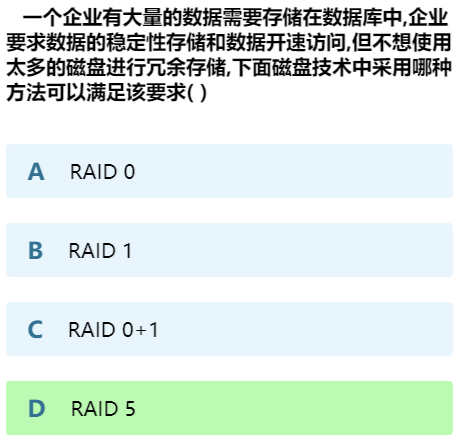 一个企业有大量的数据需要存储在数据库中,企业
要求数据的稳定性存储和数据开速访问,但不想使用
太多的磁盘进行冗余存储,下面磁盘技术中采用哪种
方法可以满足该要求( )
A RAID 0
B RAID 1
C RAID 0+1
D RAID 5